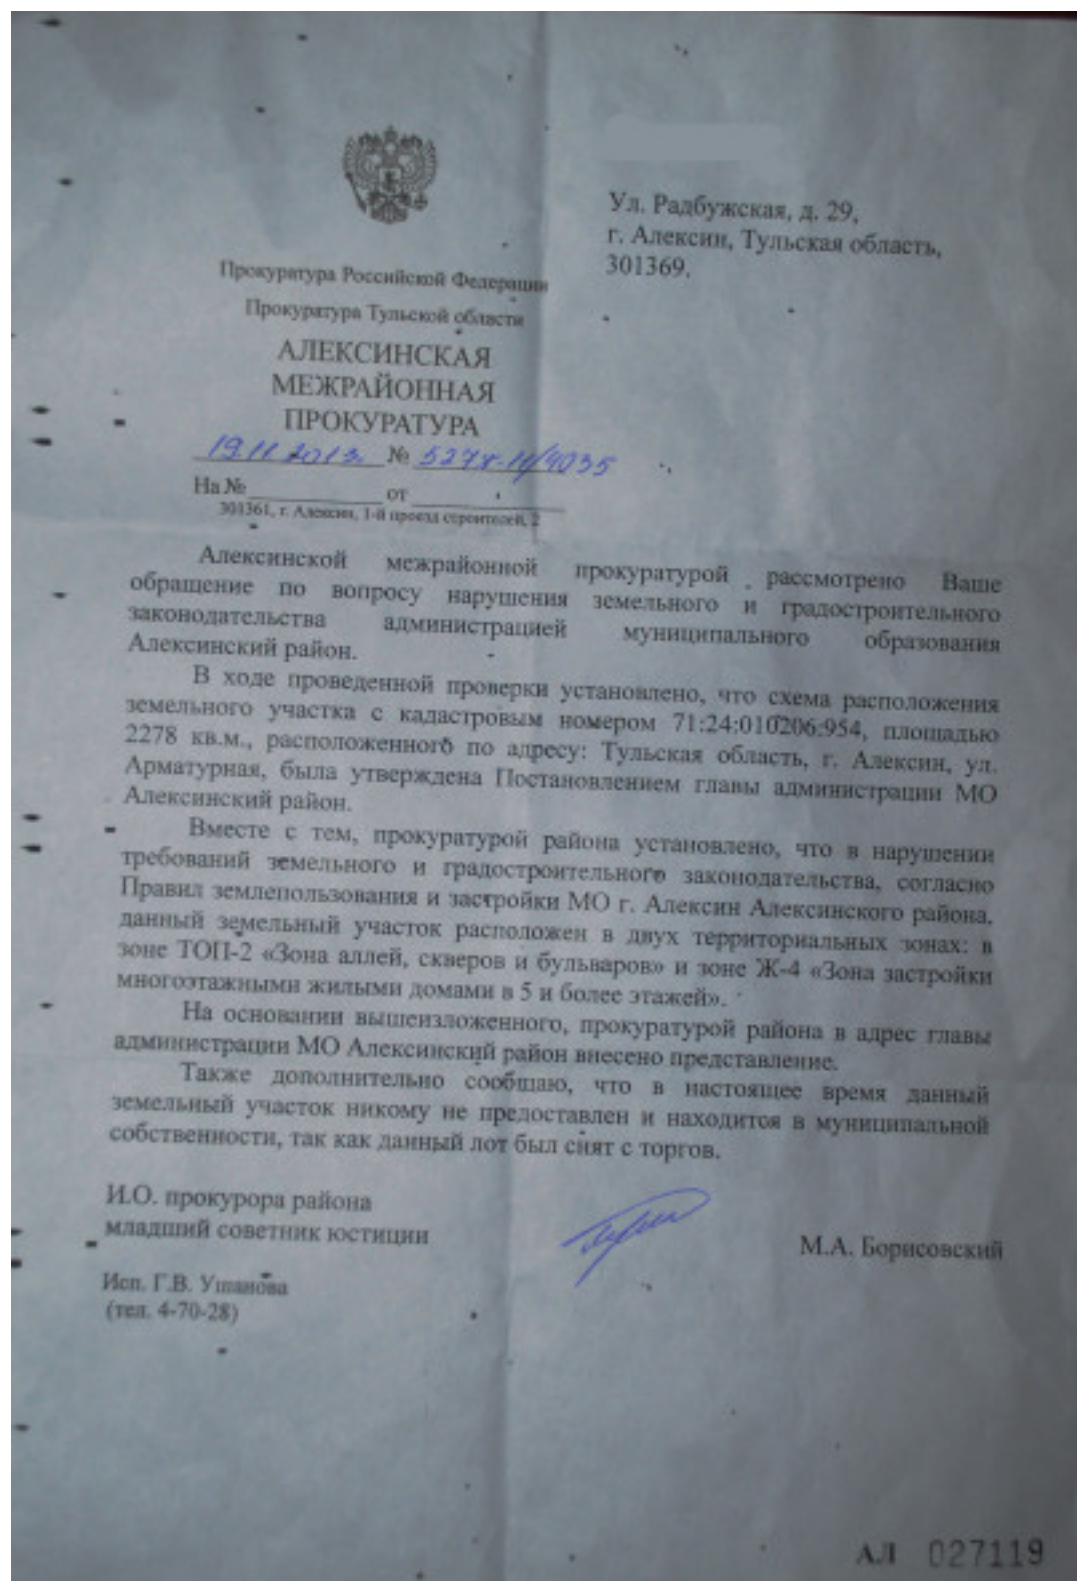 Ул. Радбужская, д. 29,
г. Алексин, Тульская область,
301369.
Прокуратура Российской Федерации
Прокуратура Тульской области
АЛЕКСИНСКАЯ
МЕЖРАЙОННАЯ
ПРОКУРАТУРА
19.11.2013г. № 527ж-11/4035
На № от
301361, г. Алексин, 1-й проезд строителей, 2
Алексинской межрайонной прокуратурой рассмотрено Ваше
обращение по вопросу нарушения земельного и градостроительного
законодательства администрацией муниципального образования
Алексинский район.
В ходе проведенной проверки установлено, что схема расположения
земельного участка с кадастровым номером 71:24:010206:954, площадью
2278 кв.м., расположенного по адресу: Тульская область, г. Алексин, ул.
Арматурная, была утверждена Постановлением главы администрации МО
Алексинский район.
Вместе с тем, прокуратурой района установлено, что в нарушении
требований земельного и градостроительного законодательства, согласно
Правил землепользования и застройки МО г. Алексин Алексинского района,
данный земельный участок расположен в двух территориальных зонах: в
зоне ТОП-2 «Зона аллей, скверов и бульваров» и зоне Ж-4 «Зона застройки
многоэтажными жилыми домами в 5 и более этажей».
На основании вышеизложенного, прокуратурой района в адрес главы
администрации МО Алексинский район внесено представление.
Также дополнительно сообщаю, что в настоящее время данный
земельный участок никому не предоставлен и находится в муниципальной
собственности, так как данный лот был снят с торгов.
И.О. прокурора района
младший советник юстиции
М.А. Борисовский
Исп. Г.В. Ушанова
(тел. 4-70-28)
АЛ 027119